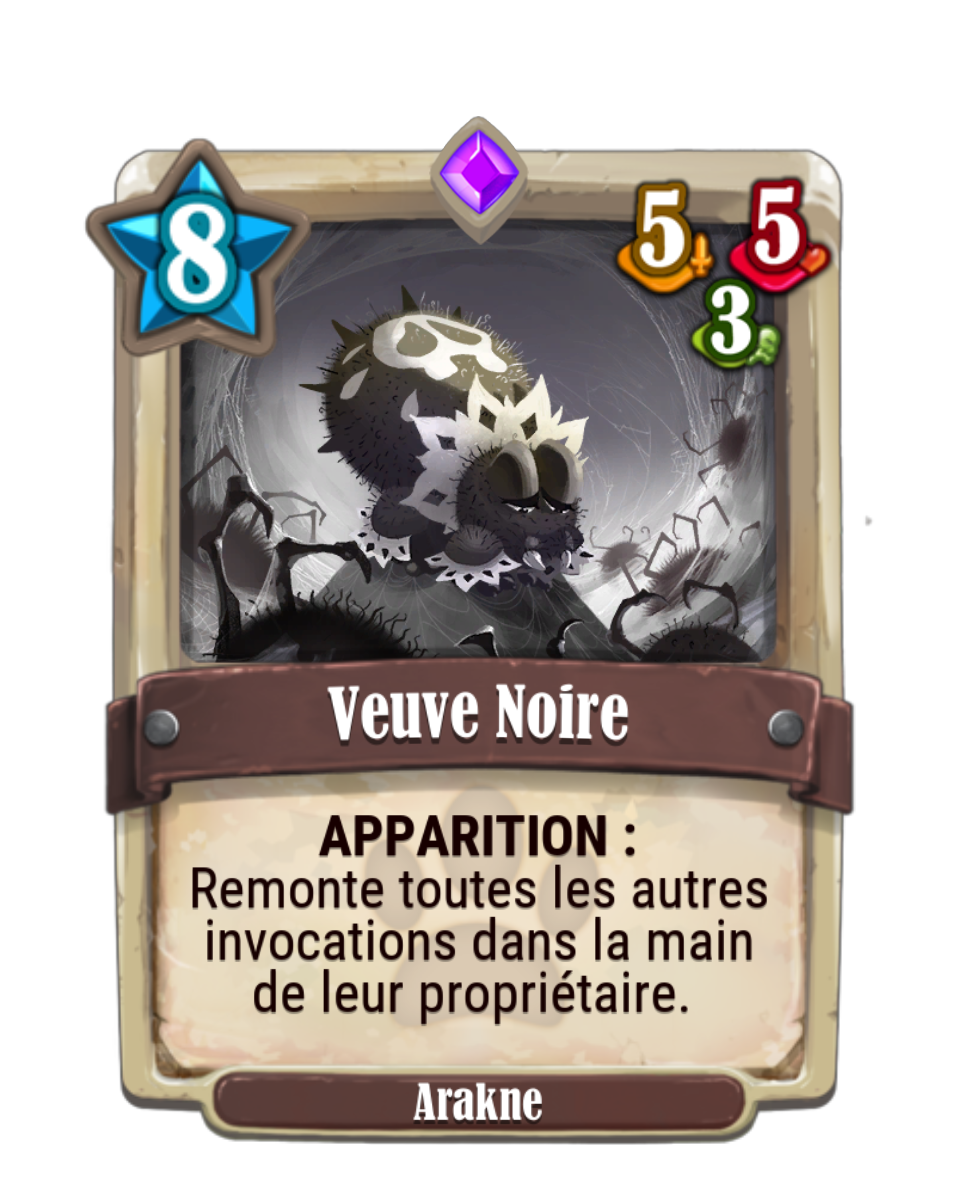 8
5
5
3
Veuve Noire
APPARITION :
Remonte toutes les autres
invocations dans la main
de leur propriétaire.
Arakne